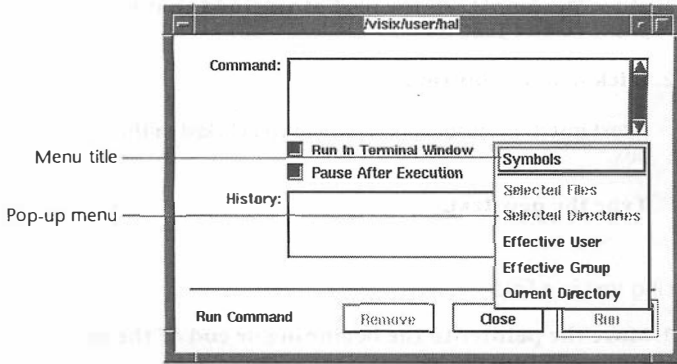 /visix/user/hal
Command:
Run In Terminal Window
Menu title
Symbols
Pause After Execution
Selected Files
History:
Pop-up menu
Selected Directories
Effective User
Effective Group
Current Directory
Run Command
Remove
Close
Run